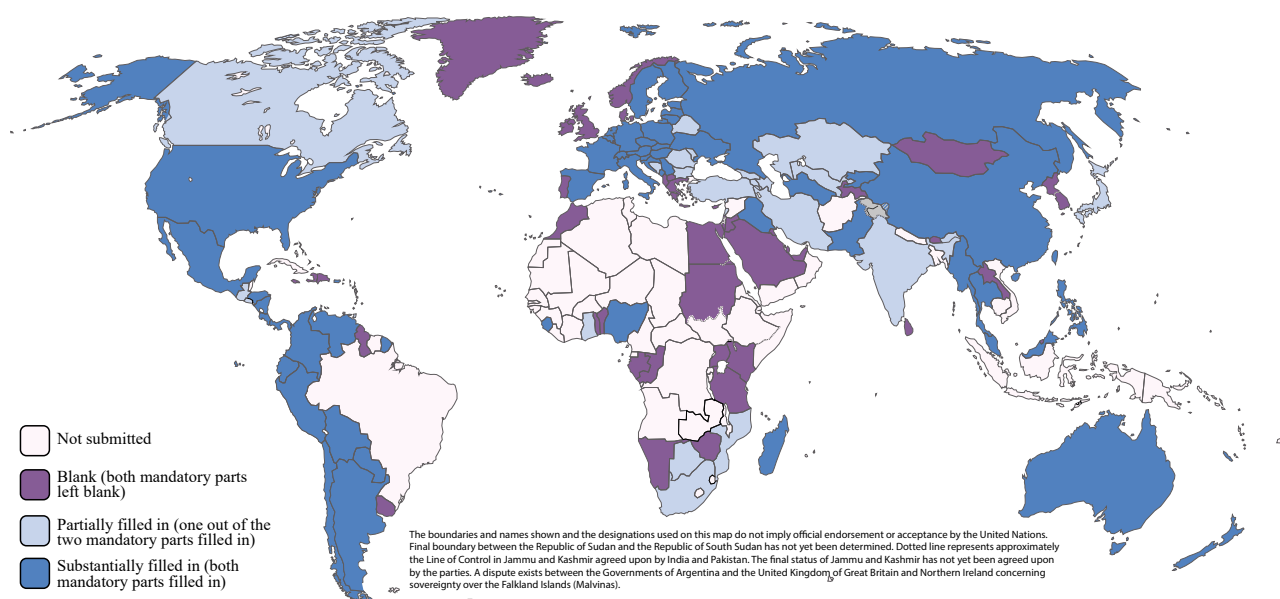 Not submitted
Blank (both mandatory parts
left blank)
Partially filled in (one out of the
two mandatory parts filled in)
Substantially filled in (both
mandatory parts filled in)
The boundaries and names shown and the designations used on this map do not imply official endorsement or acceptance by the United Nations.
Final boundary between the Republic of Sudan and the Republic of South Sudan has not yet been determined. Dotted line represents approximately
the Line of Control in Jammu and Kashmir agreed upon by India and Pakistan. The final status of Jammu and Kashmir has not yet been agreed upon
by the parties. A dispute exists between the Governments of Argentina and the United Kingdom of Great Britain and Northern Ireland concerning
sovereignty over the Falkland Islands (Malvinas).